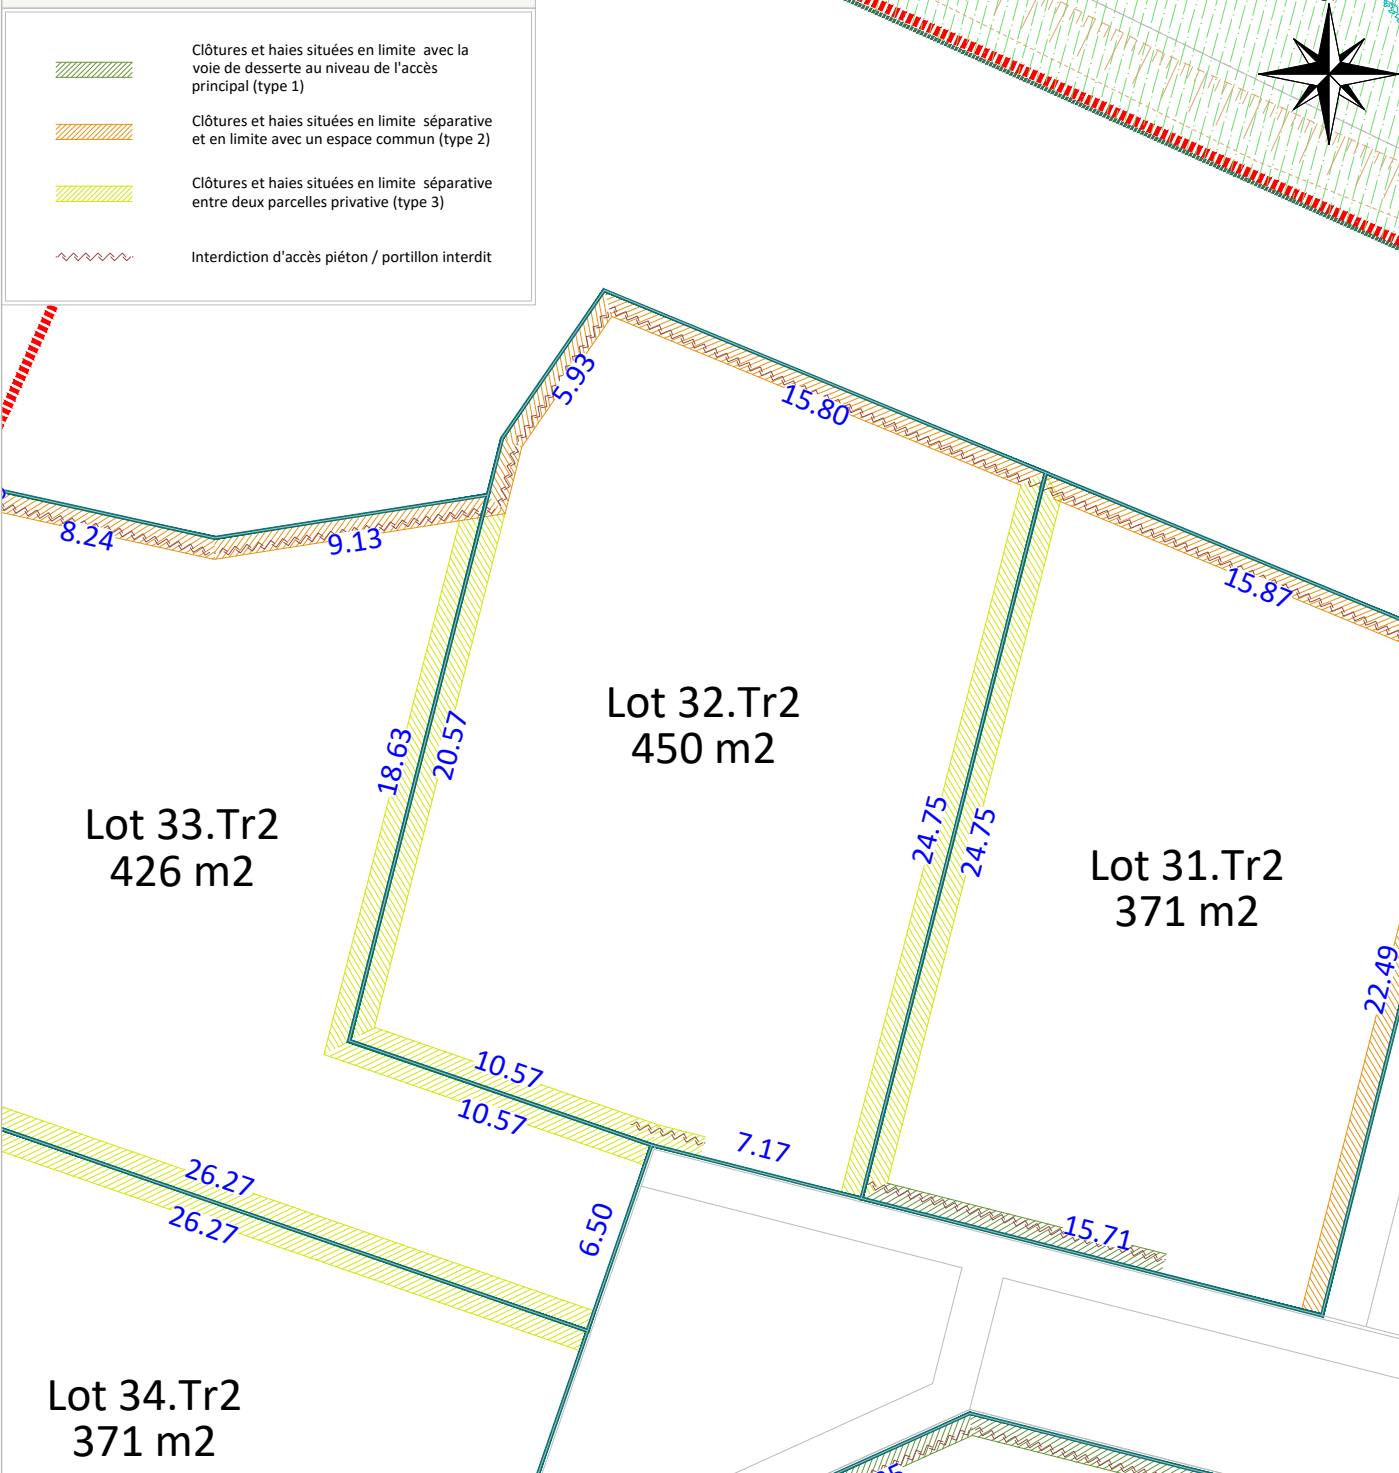 Clôtures et haies situées en limite avec la
voie de desserte au niveau de l'accès
principal (type 1)
Clôtures et haies situées en limite séparative
et en limite avec un espace commun (type 2)
Clôtures et haies situées en limite séparative
entre deux parcelles privative (type 3)
Interdiction d'accès piéton / portillon interdit
5.93
15.80
8.24
9.13
15.87
Lot 32.Tr2
450 m2
18.63
20.57
24.75
24.75
Lot 33.Tr2
426 m2
Lot 31.Tr2
371 m2
22.49
10.57
10.57
7.17
26.27
26.27
6.50
15.71
Lot 34.Tr2
371 m2